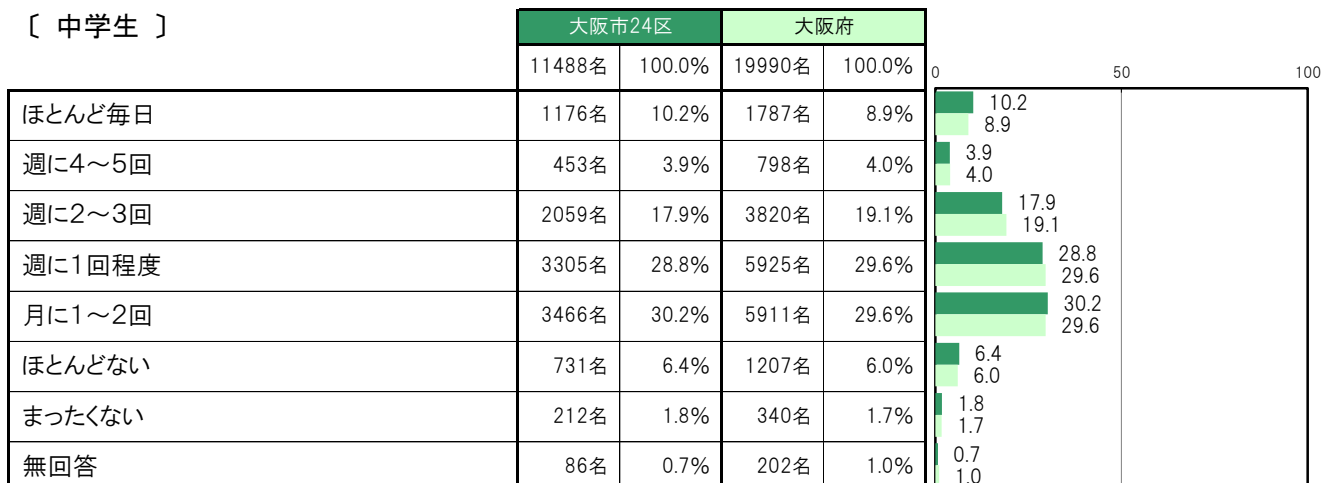 〔 中学生 〕
大阪市24区 大阪府
11488名 100.0% 19990名 100.0%
0 50 100
ほとんど毎日 1176名 10.2% 1787名 8.9% 10.2
8.9
週に4～5回 453名 3.9% 798名 4.0% 3.9
4.0
週に2～3回 2059名 17.9% 3820名 19.1% 17.9
19.1
週に1回程度 3305名 28.8% 5925名 29.6% 28.8
29.6
月に1～2回 3466名 30.2% 5911名 29.6% 30.2
29.6
ほとんどない 731名 6.4% 1207名 6.0% 6.4
6.0
まったくない 212名 1.8% 340名 1.7% 1.8
1.7
無回答 86名 0.7% 202名 1.0% 0.7
1.0